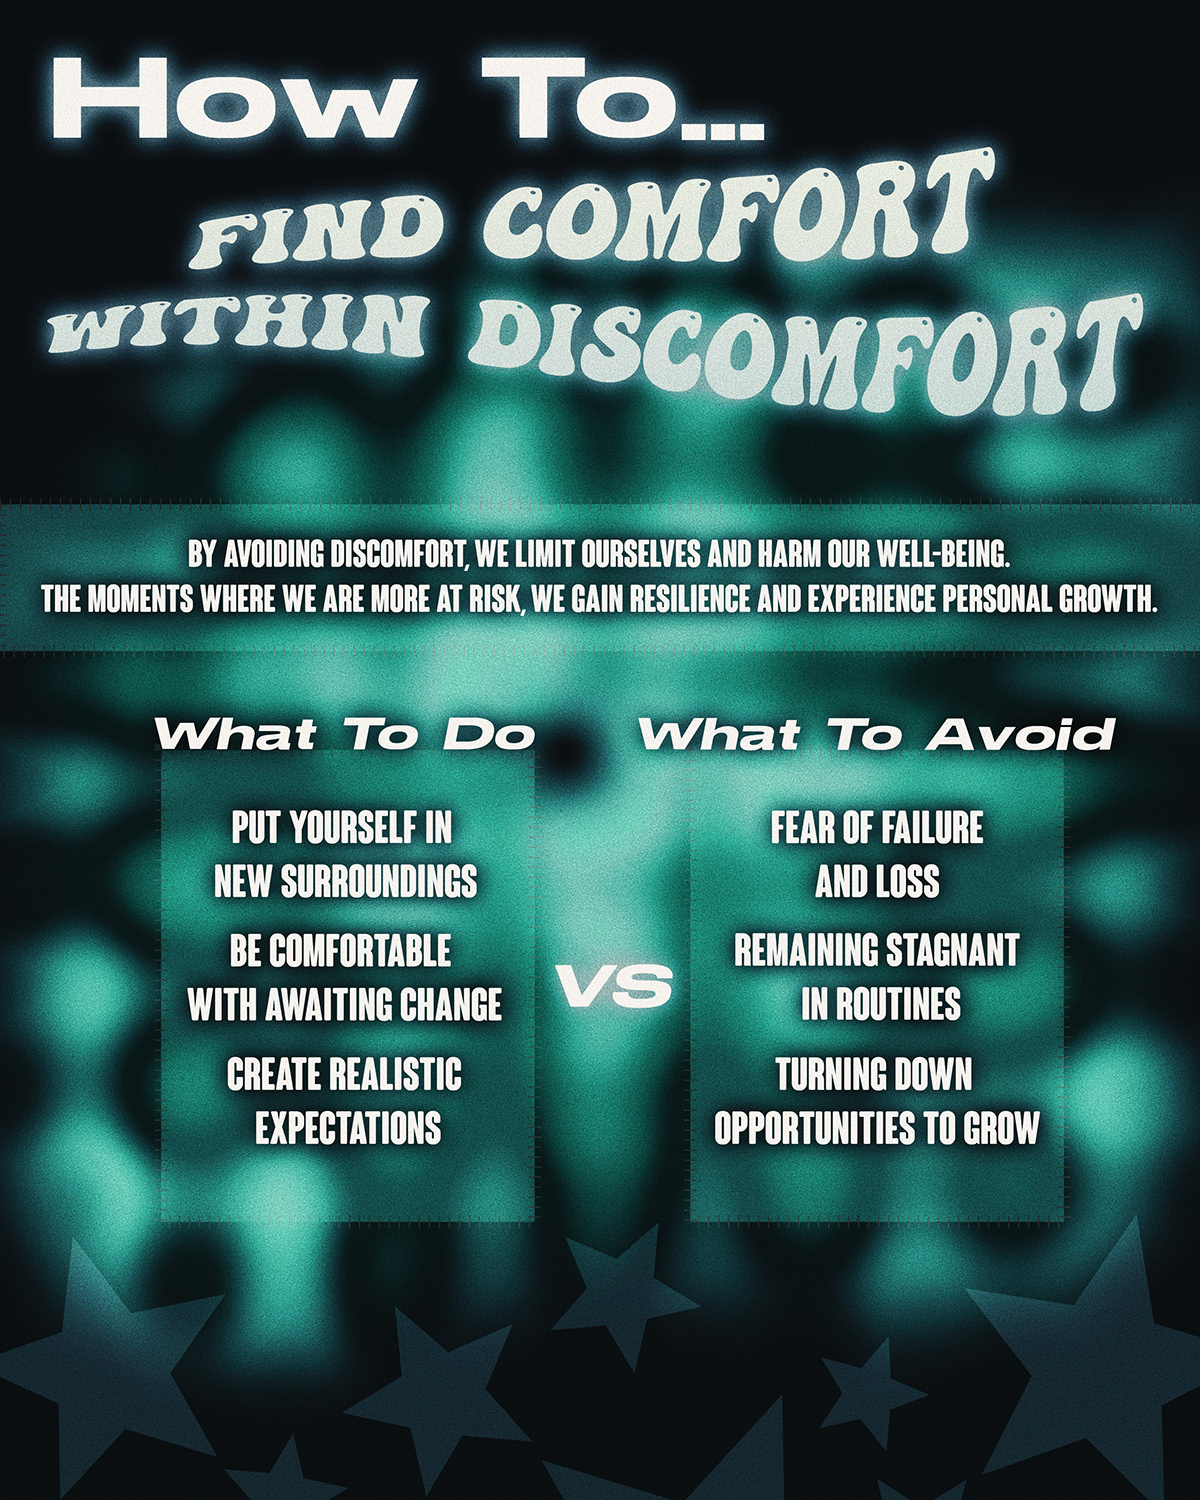 How To...
FIND COMFORT
WITHIN DISCOMFORT
BY AVOIDING DISCOMFORT, WE LIMIT OURSELVES AND HARM OUR WELL-BEING.
THE MOMENTS WHERE WE ARE MORE AT RISK, WE GAIN RESILIENCE AND EXPERIENCE PERSONAL GROWTH.
What To Do
PUT YOURSELF IN
NEW SURROUNDINGS
BE COMFORTABLE
WITH AWAITING CHANGE
CREATE REALISTIC
EXPECTATIONS
VS
What To Avoid
FEAR OF FAILURE
AND LOSS
REMAINING STAGNANT
IN ROUTINES
TURNING DOWN
OPPORTUNITIES TO GROW